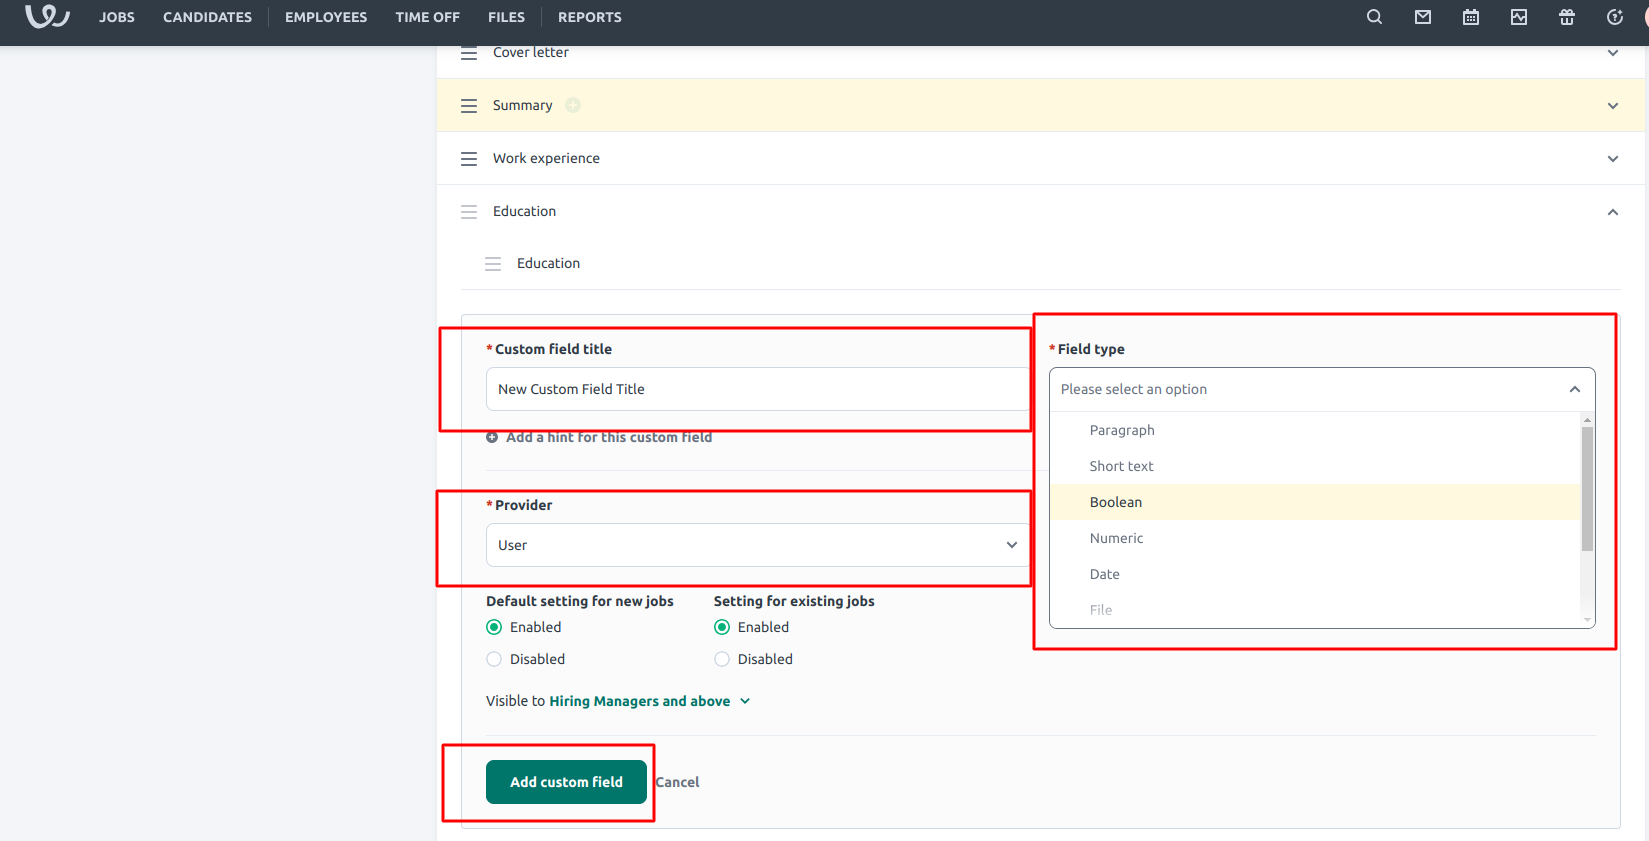 JOBS CANDIDATES EMPLOYEES TIME OFF FILES REPORTS
Cover letter
Summary
Work experience
Education
Education
*Custom field title
New Custom Field Title
Add a hint for this custom field
*Field type
Please select an option
Paragraph
Short text
Boolean
Numeric
Date
File
*Provider
User
Default setting for new jobs
Enabled
Disabled
Setting for existing jobs
Enabled
Disabled
Visible to Hiring Managers and above
Add custom field
Cancel